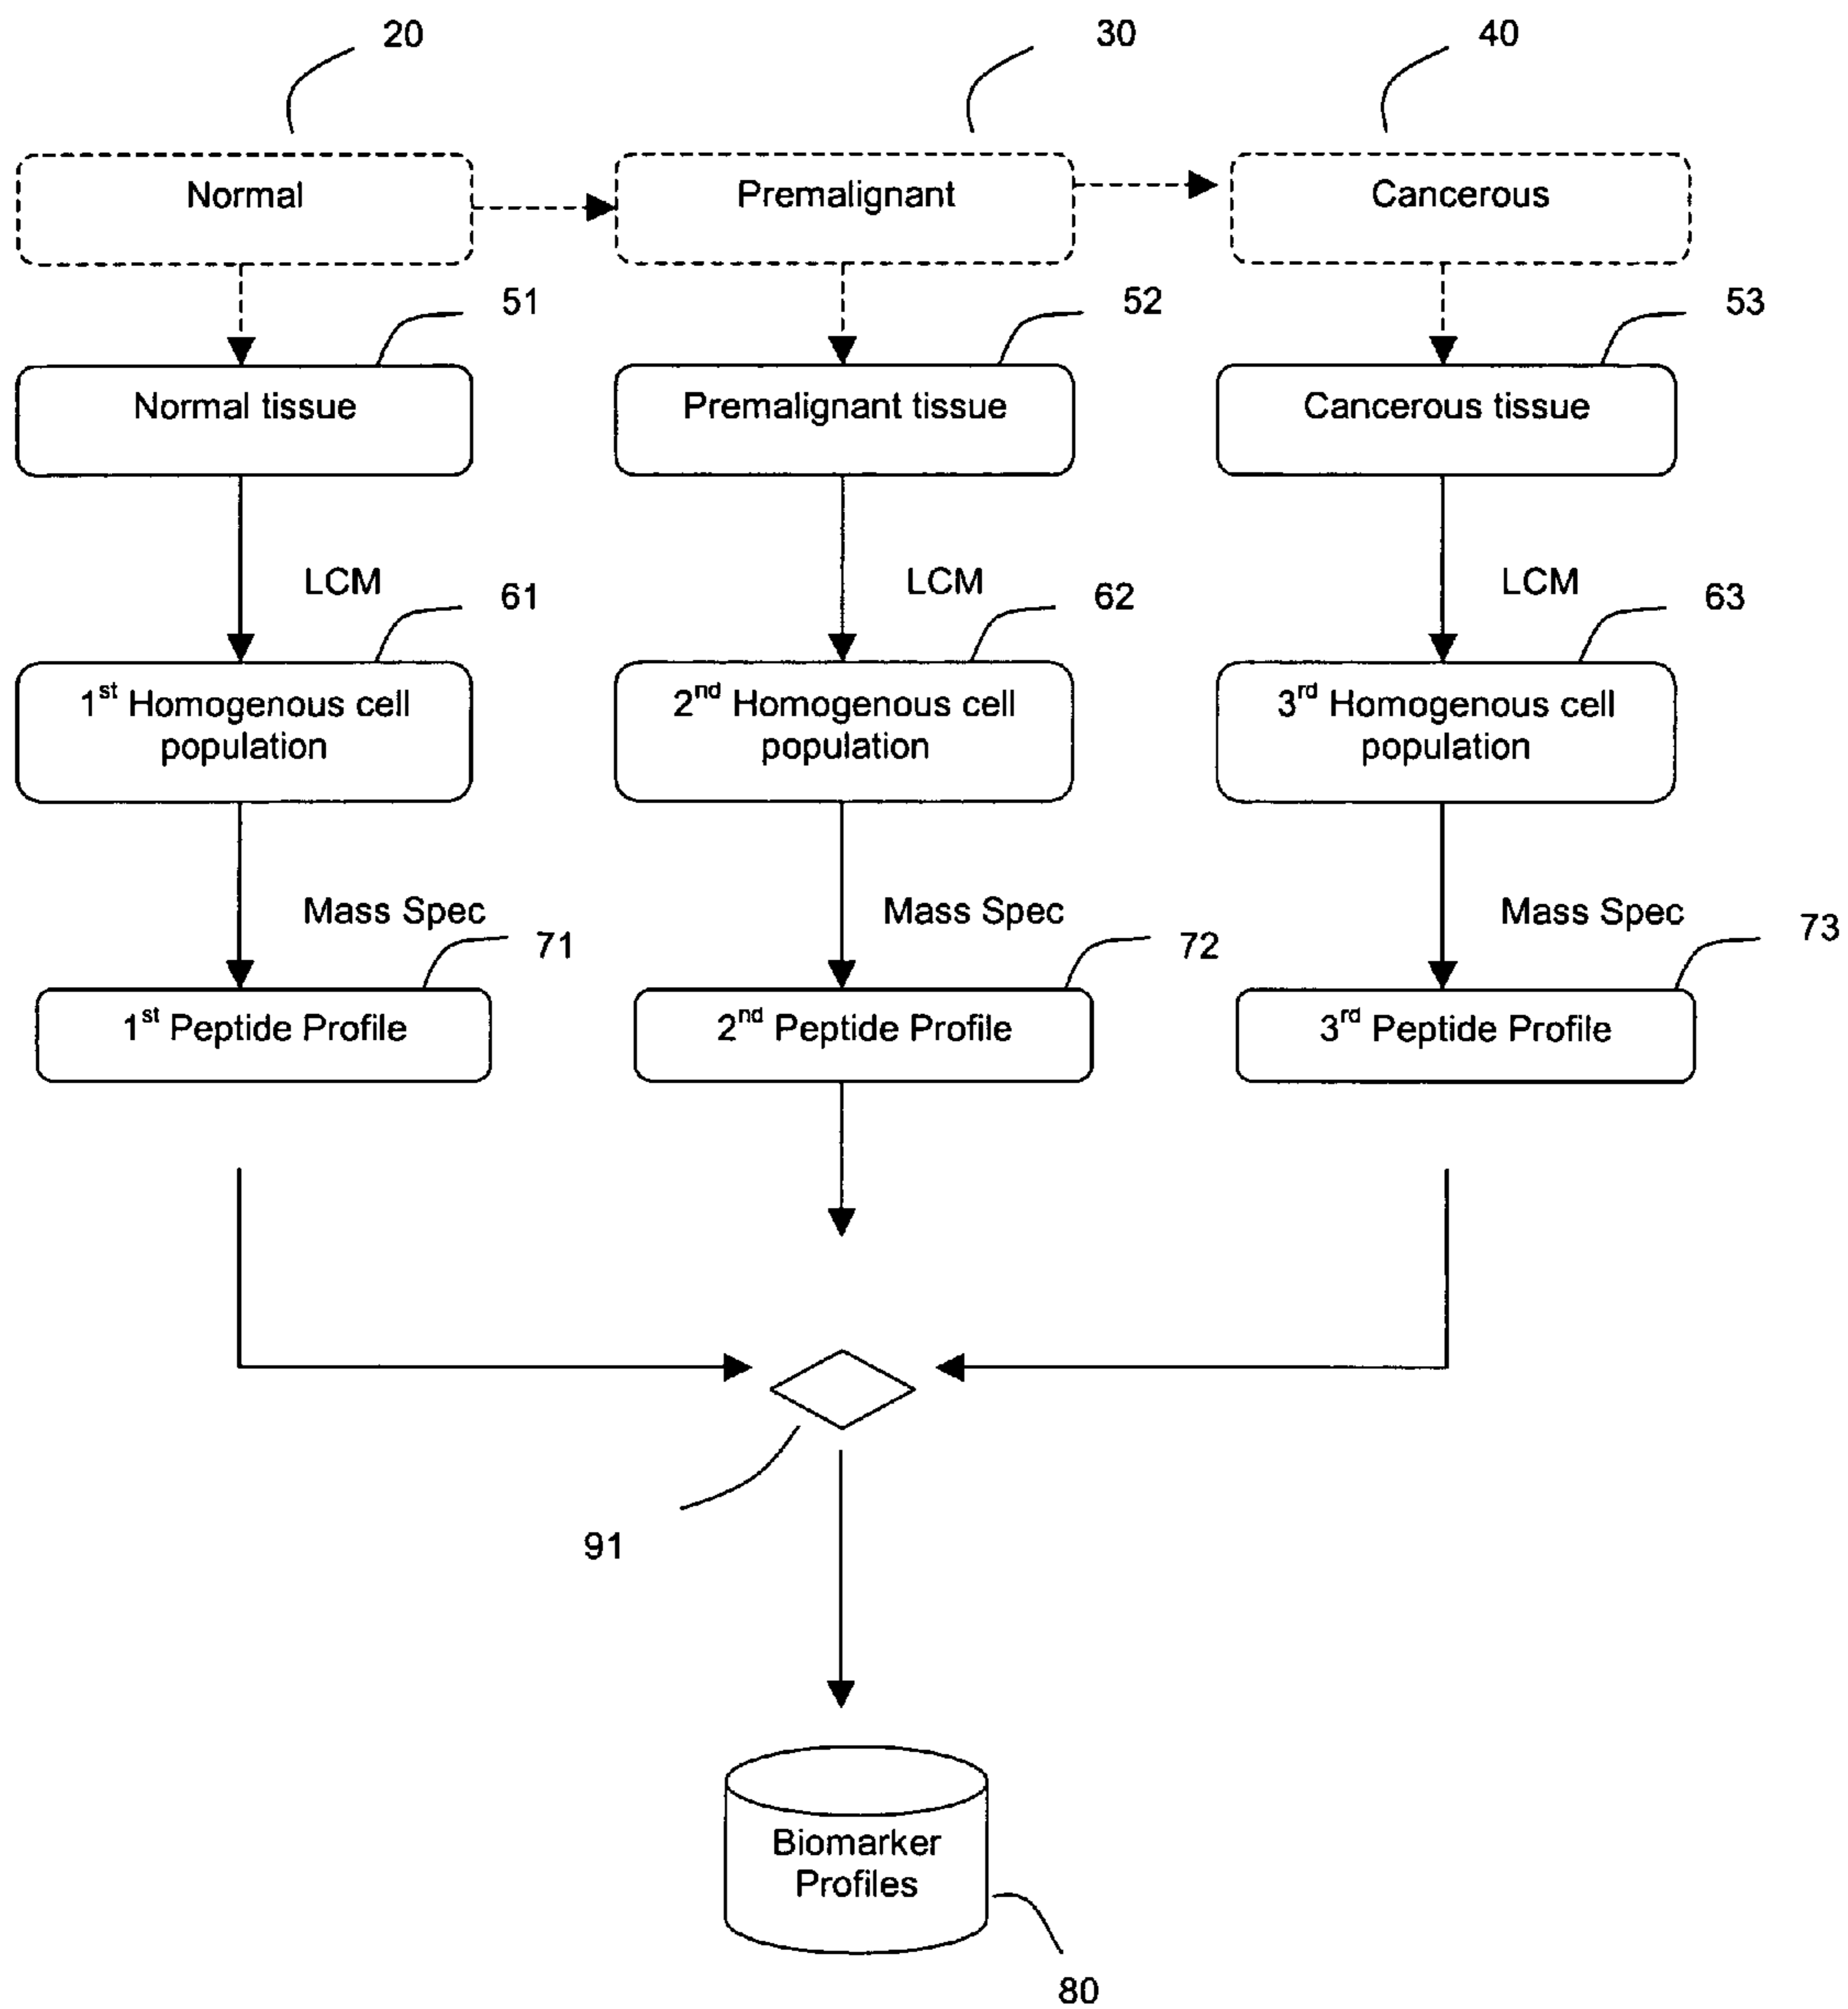 20
30
40
Normal
Premalignant
Cancerous
51
52
53
Normal tissue
Premalignant tissue
Cancerous tissue
LCM
LCM
LCM
61
62
63
1st Homogenous cell
population
2nd Homogenous cell
population
3rd Homogenous cell
population
Mass Spec
Mass Spec
Mass Spec
71
72
73
1st Peptide Profile
2nd Peptide Profile
3rd Peptide Profile
91
Biomarker
Profiles
80